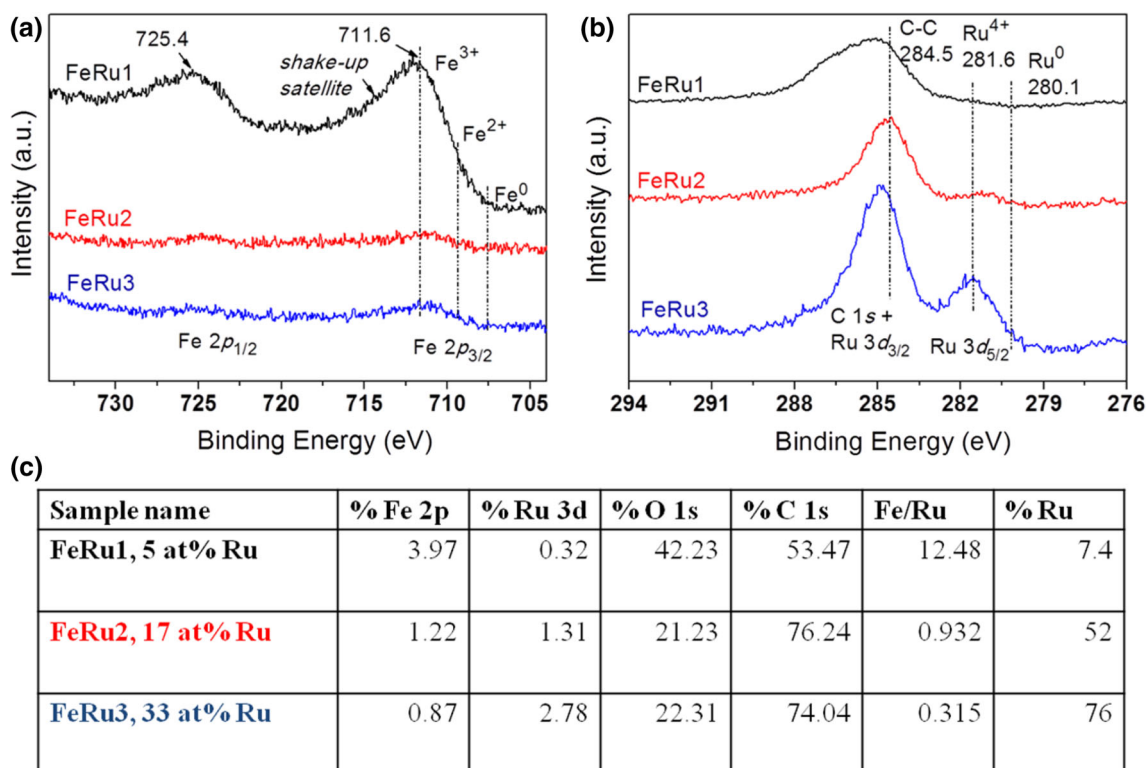 (a)
725.4
711.6
Fe3+
FeRu1
shake-up
satellite
Fe2+
Fe0
FeRu2
FeRu3
Fe 2p1/2
Fe 2p3/2
Intensity (a.u.)
730 725 720 715 710 705
Binding Energy (eV)
(b)
C-C
284.5
Ru4+
281.6
Ru0
280.1
FeRu1
FeRu2
FeRu3
C 1s +
Ru 3d3/2
Ru 3d5/2
Intensity (a.u.)
294 291 288 285 282 279 276
Binding Energy (eV)
(c)
Sample name % Fe 2p % Ru 3d % O 1s % C 1s Fe/Ru % Ru
FeRu1, 5 at% Ru 3.97 0.32 42.23 53.47 12.48 7.4
FeRu2, 17 at% Ru 1.22 1.31 21.23 76.24 0.932 52
FeRu3, 33 at% Ru 0.87 2.78 22.31 74.04 0.315 76